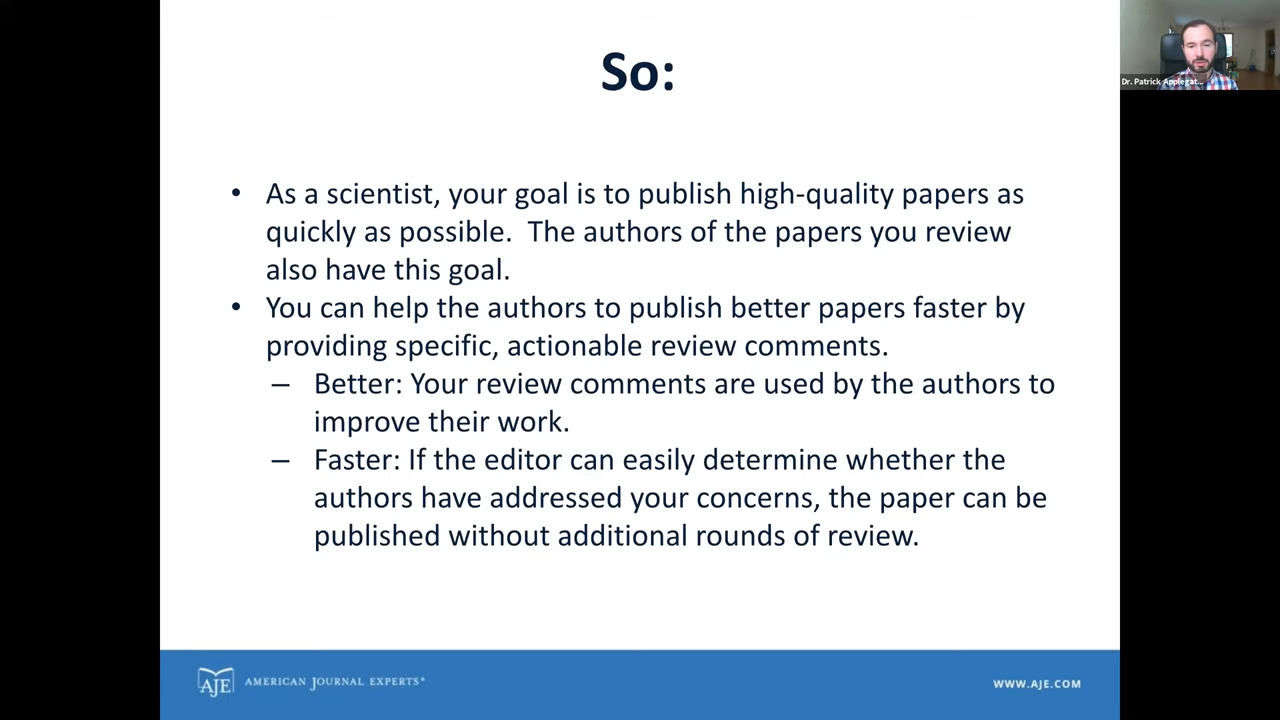 So:
Dr. Patrick Applegat...
• As a scientist, your goal is to publish high-quality papers as
quickly as possible.  The authors of the papers you review
also have this goal.
• You can help the authors to publish better papers faster by
providing specific, actionable review comments.
– Better: Your review comments are used by the authors to
improve their work.
– Faster: If the editor can easily determine whether the
authors have addressed your concerns, the paper can be
published without additional rounds of review.
AJE AMERICAN JOURNAL EXPERTS®
WWW.AJE.COM